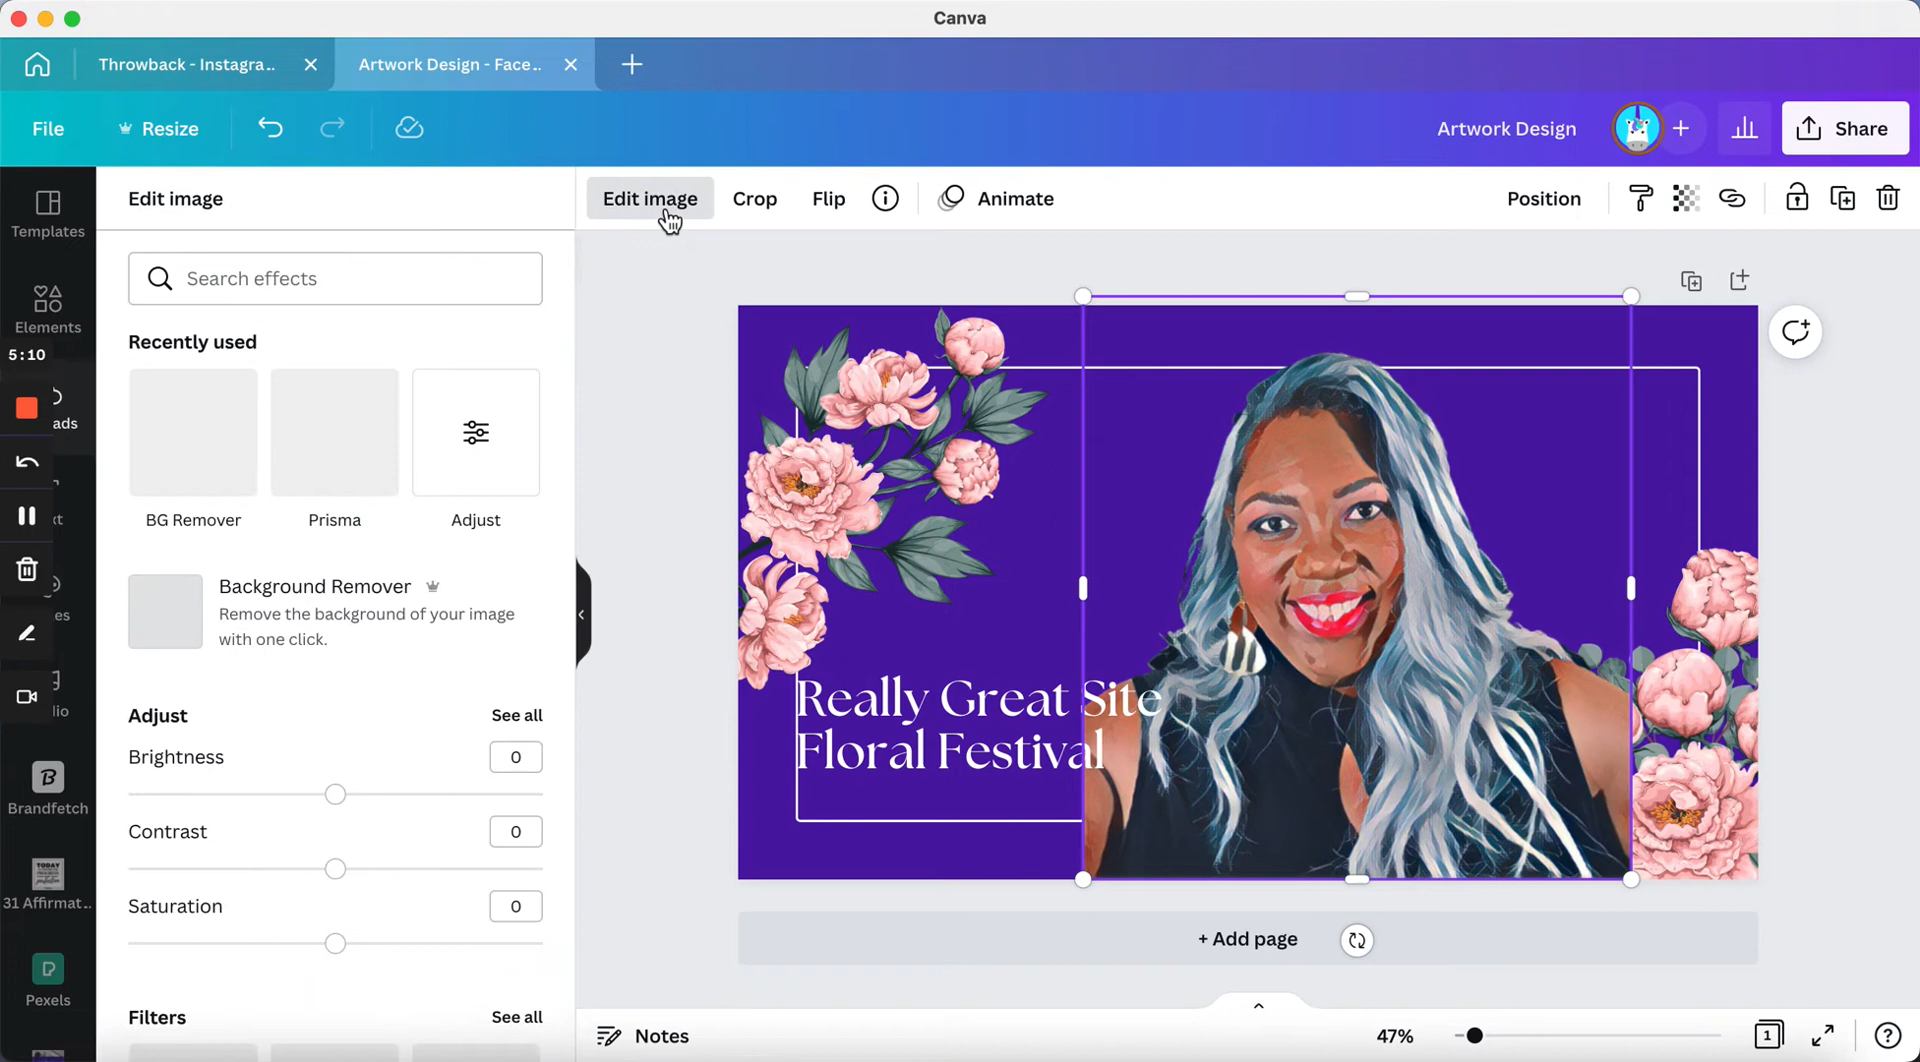 Canva
Throwback - Instagra..
Artwork Design - Face..
File
Resize
Artwork Design
Share
Templates
Elements
5:10
ads
xt
es
io
Brandfetch
31 Affirmat..
Pexels
Edit image
Search effects
Recently used
BG Remover
Prisma
Adjust
Background Remover
Remove the background of your image
with one click.
Adjust
See all
Brightness
0
Contrast
0
Saturation
0
Filters
See all
Edit image
Crop
Flip
Animate
Position
Really Great Site
Floral Festival
+ Add page
Notes
47%
1